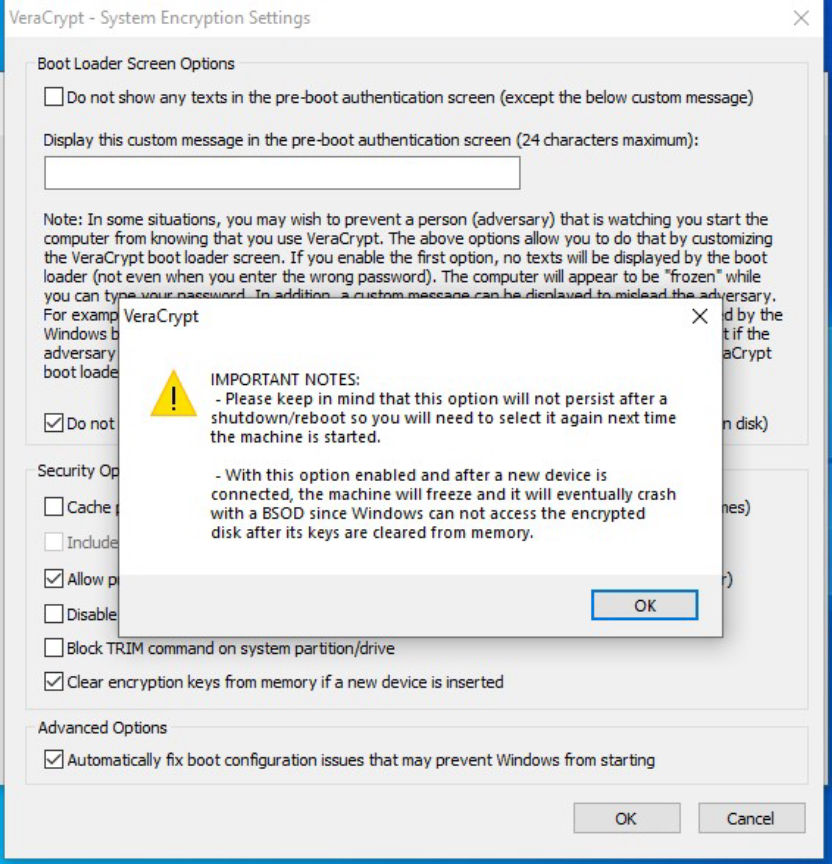 VeraCrypt - System Encryption Settings
Boot Loader Screen Options
Do not show any texts in the pre-boot authentication screen (except the below custom message)
Display this custom message in the pre-boot authentication screen (24 characters maximum):
Note: In some situations, you may wish to prevent a person (adversary) that is watching you start the
computer from knowing that you use VeraCrypt. The above options allow you to do that by customizing
the VeraCrypt boot loader screen. If you enable the first option, no texts will be displayed by the boot
loader (not even when you enter the wrong password). The computer will appear to be "frozen" while
you can type your password. In addition, a custom message can be displayed to mislead the adversary.
For examp
ed by the
Windows b
t if the
adversary
aCrypt
boot loade
VeraCrypt
IMPORTANT NOTES:
- Please keep in mind that this option will not persist after a
shutdown/reboot so you will need to select it again next time
the machine is started.
- With this option enabled and after a new device is
connected, the machine will freeze and it will eventually crash
with a BSOD since Windows can not access the encrypted
disk after its keys are cleared from memory.
OK
Do not
n disk)
Security Op
Cache p
nes)
Include
Allow p
r)
Disable
Block TRIM command on system partition/drive
Clear encryption keys from memory if a new device is inserted
Advanced Options
Automatically fix boot configuration issues that may prevent Windows from starting
OK
Cancel